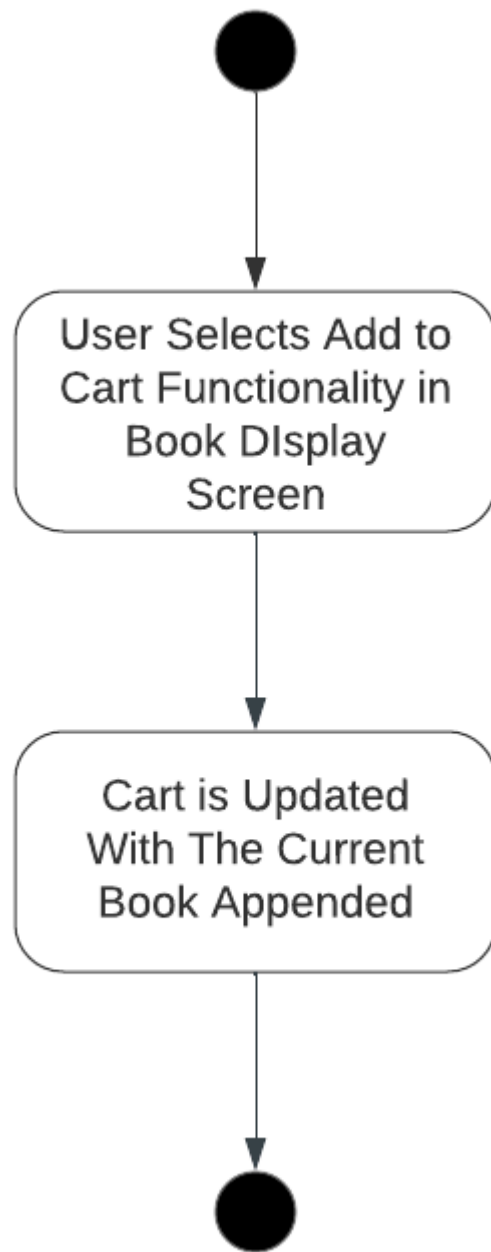 User Selects Add to
Cart Functionality in
Book DIsplay
Screen
Cart is Updated
With The Current
Book Appended